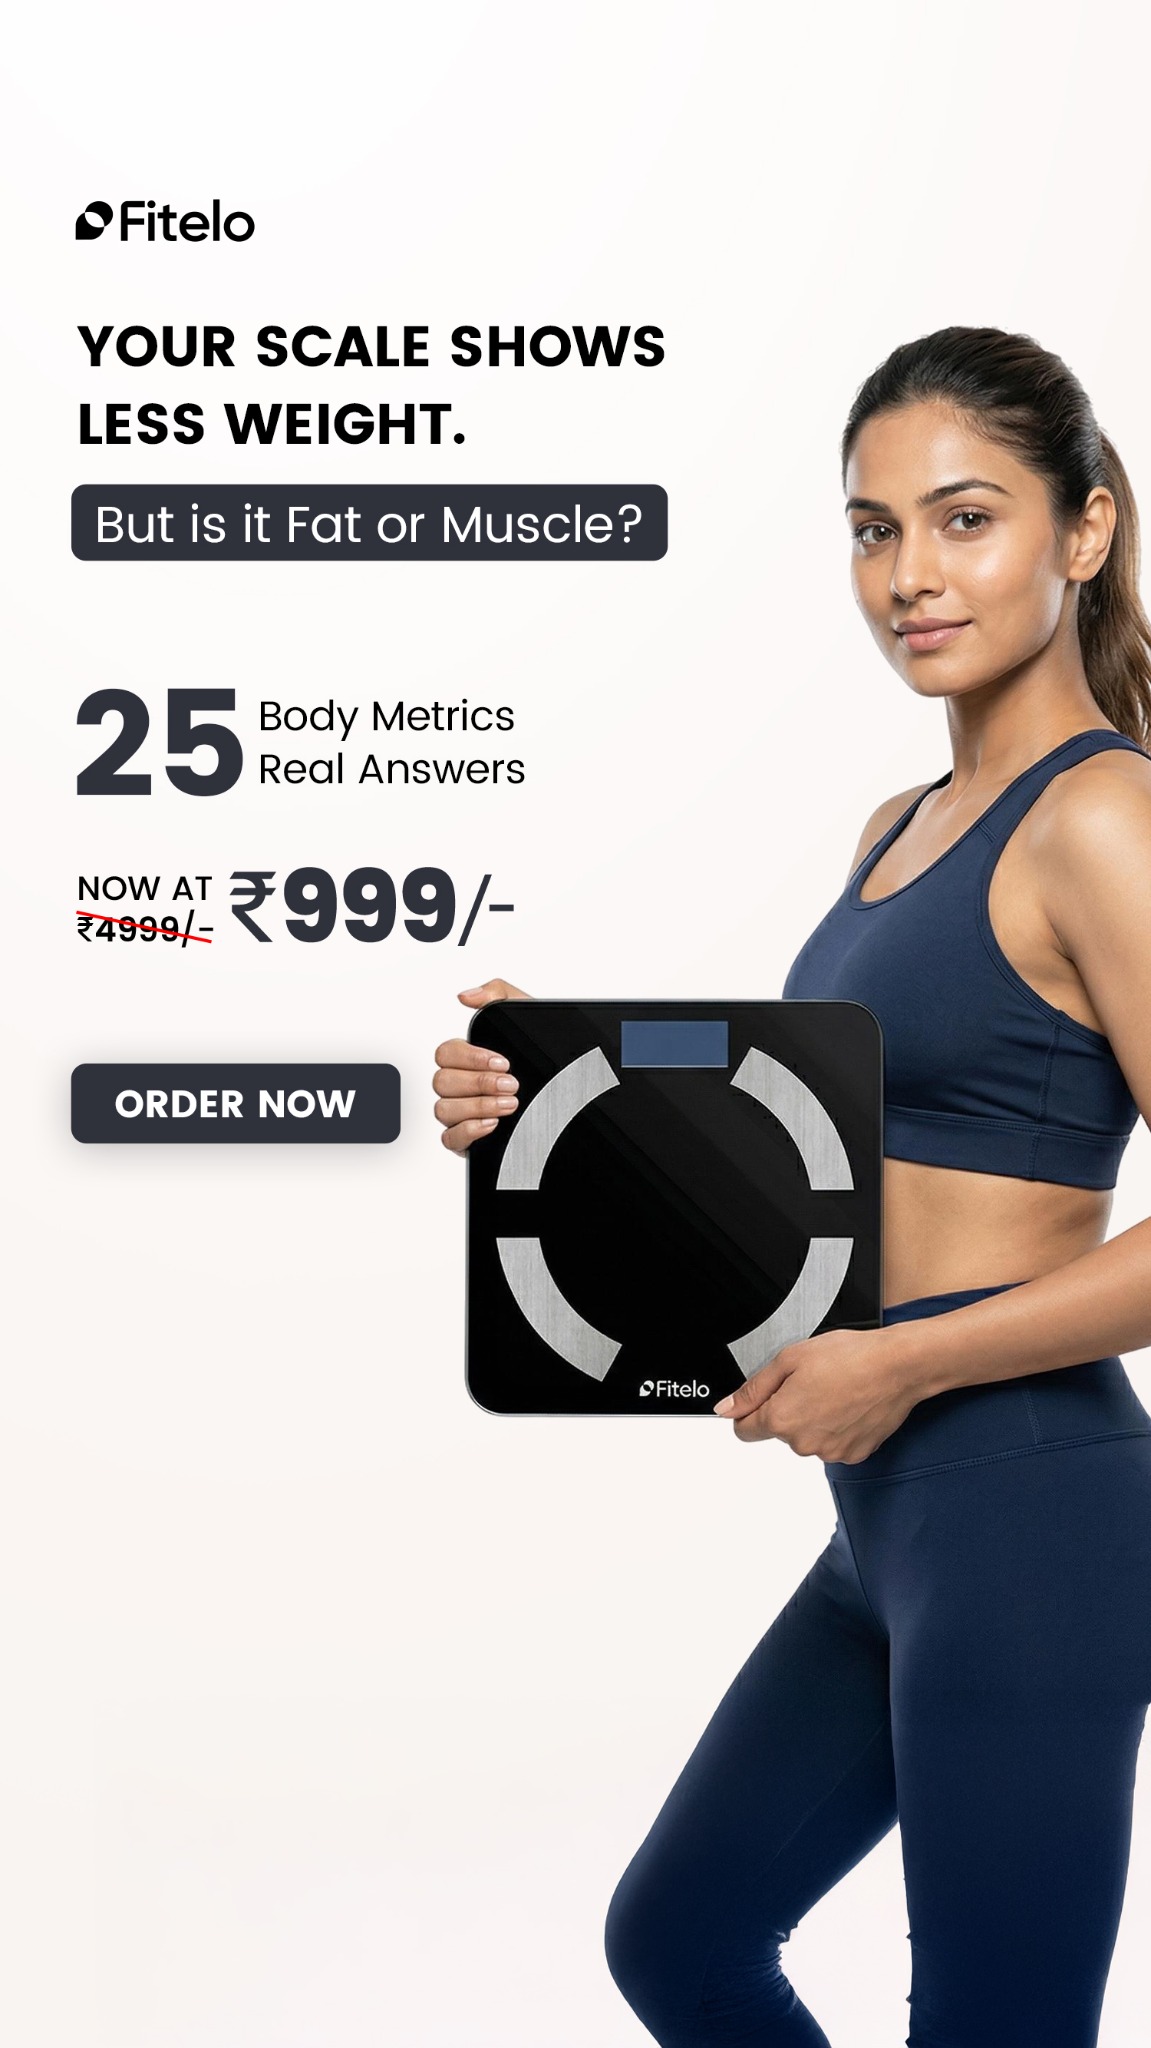 Fitelo
YOUR SCALE SHOWS
LESS WEIGHT.
But is it Fat or Muscle?
25 Body Metrics
Real Answers
NOW AT
₹4999/-
₹999/-
ORDER NOW
Fitelo